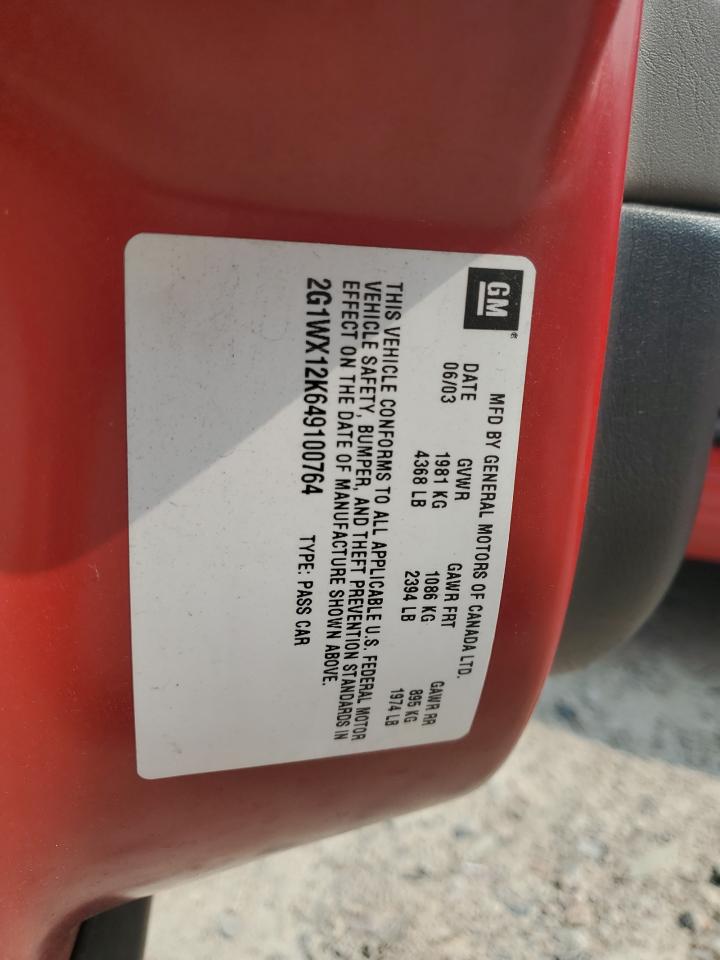 GM®
MFD BY GENERAL MOTORS OF CANADA LTD.
DATE GVWR GAWR FRT GAWR RR
06/03 1981 KG 1086 KG 895 KG
4368 LB 2394 LB 1974 LB
THIS VEHICLE CONFORMS TO ALL APPLICABLE U.S. FEDERAL MOTOR
VEHICLE SAFETY, BUMPER, AND THEFT PREVENTION STANDARDS IN
EFFECT ON THE DATE OF MANUFACTURE SHOWN ABOVE.
2G1WX12K649100764 TYPE: PASS CAR